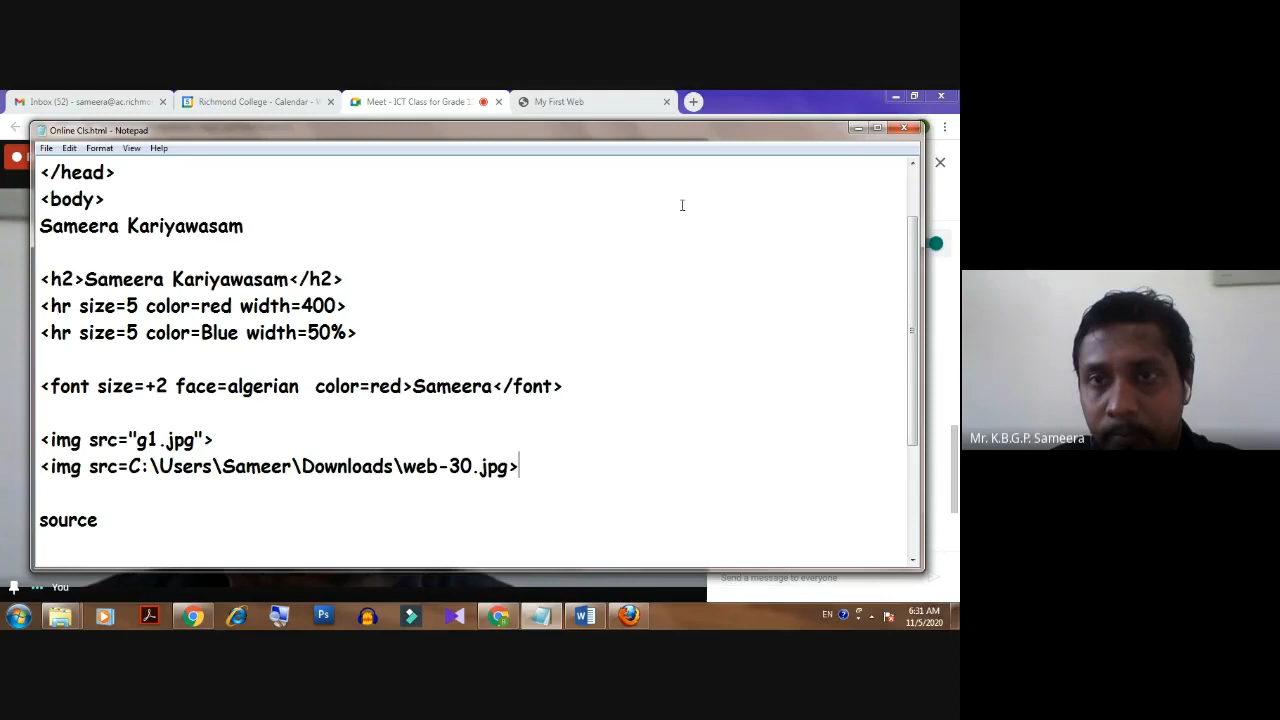 Inbox (52) - sameera@ac.richmo
Richmond College - Calendar - 
Meet - ICT Class for Grade 1
My First Web
Online Cls.html - Notepad
File Edit Format View Help
</head>
<body>
Sameera Kariyawasam
<h2>Sameera Kariyawasam</h2>
<hr size=5 color=red width=400>
<hr size=5 color=Blue width=50%>
<font size=+2 face=algerian  color=red>Sameera</font>
<img src="g1.jpg">
<img src=C:\Users\Sameer\Downloads\web-30.jpg>
source
Mr. K.B.G.P. Sameera
You
Send a message to everyone
Ps
EN
6:31 AM
11/5/2020